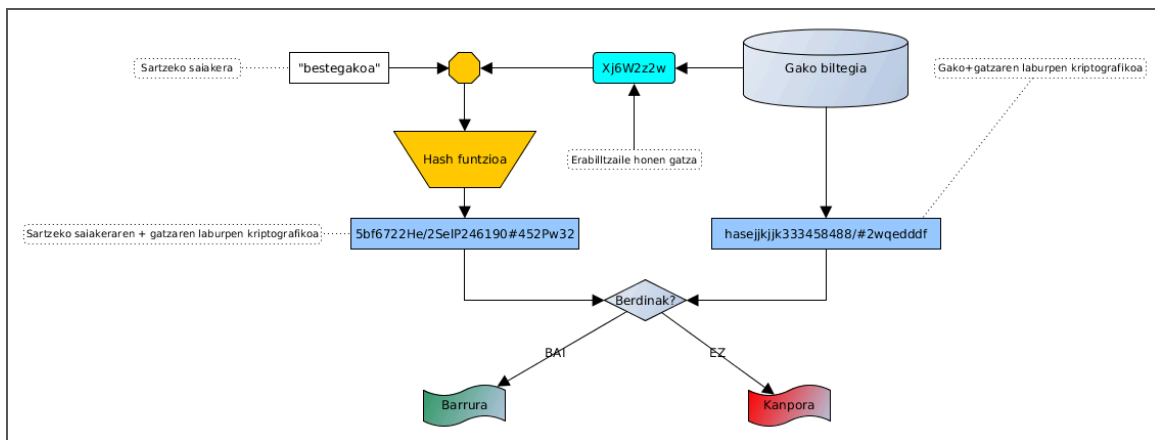 Sartzeko saiakera
"bestegakoa"
Xj6W2z2w
Gako biltegia
Gako+gatzaren laburpen kriptografikoa
Hash funtzioa
Erabilltzaile honen gatza
Sartzeko saiakeraren + gatzaren laburpen kriptografikoa
5bf6722He/2SeIP246190#452Pw32
hasejjkjjk333458488/#2wqedddf
Berdinak?
BAI
EZ
Barrura
Kanpora